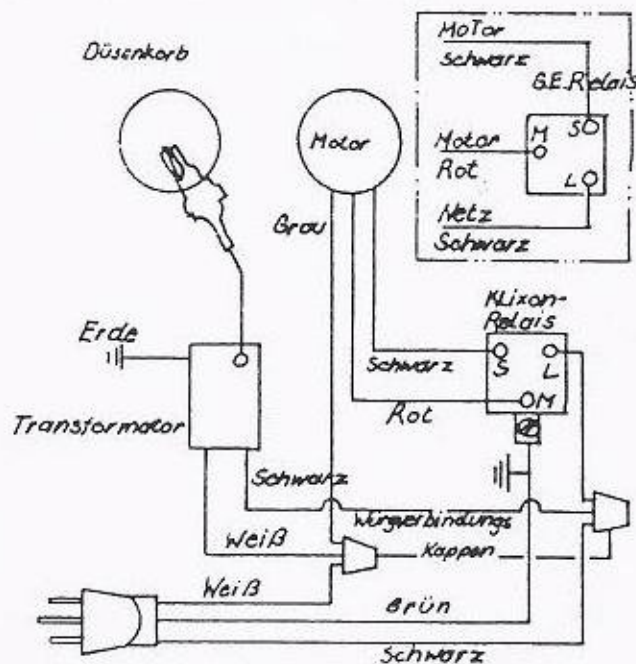 Düsenkorb
Motor
MoTor
Schwarz
G.E.Relais
M
S
Motor
Rot
L
Netz
Schwarz
Grau
Klixon-
Relais
Erde
Schwarz
S
L
M
Rot
Transformator
Schwarz
Würgverbindungs
Weiß
Kappen
Weiß
Grün
Schwarz